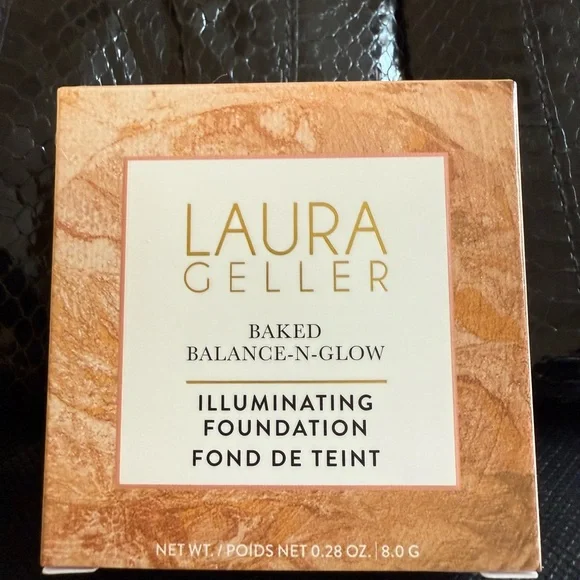 LAURA
GELLER
BAKED
BALANCE-N-GLOW
ILLUMINATING
FOUNDATION
FOND DE TEINT
NET WT. / POIDS NET 0.28 OZ. | 8.0 G